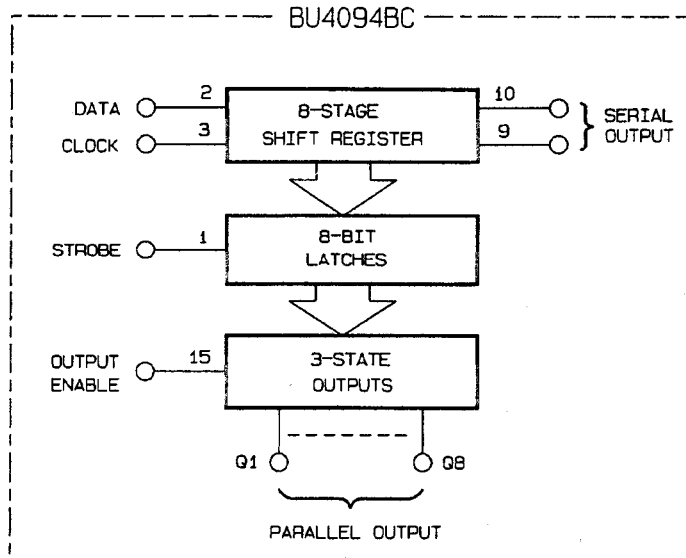 BU4094BC
DATA
2
8-STAGE
SHIFT REGISTER
10
SERIAL
OUTPUT
CLOCK
3
9
STROBE
1
8-BIT
LATCHES
OUTPUT
ENABLE
15
3-STATE
OUTPUTS
Q1
Q8
PARALLEL OUTPUT